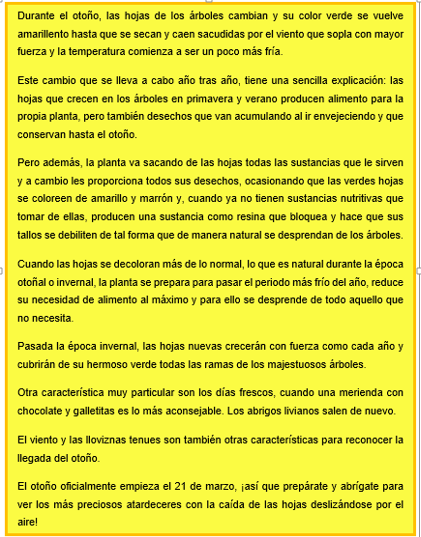 Durante el otoño, las hojas de los árboles cambian y su color verde se vuelve
amarillento hasta que se secan y caen sacudidas por el viento que sopla con mayor
fuerza y la temperatura comienza a ser un poco más fría.
Este cambio que se lleva a cabo año tras año, tiene una sencilla explicación: las
hojas que crecen en los árboles en primavera y verano producen alimento para la
propia planta, pero también desechos que van acumulando al ir envejeciendo y que
conservan hasta el otoño.
Pero además, la planta va sacando de las hojas todas las sustancias que le sirven
y a cambio les proporciona todos sus desechos, ocasionando que las verdes hojas
se coloreen de amarillo y marrón y, cuando ya no tienen sustancias nutritivas que
tomar de ellas, producen una sustancia como resina que bloquea y hace que sus
tallos se debiliten de tal forma que de manera natural se desprendan de los árboles.
Cuando las hojas se decoloran más de lo normal, lo que es natural durante la época
otoñal o invernal, la planta se prepara para pasar el periodo más frío del año, reduce
su necesidad de alimento al máximo y para ello se desprende de todo aquello que
no necesita.
Pasada la época invernal, las hojas nuevas crecerán con fuerza como cada año y
cubrirán de su hermoso verde todas las ramas de los majestuosos árboles.
Otra característica muy particular son los días frescos, cuando una merienda con
chocolate y galletitas es lo más aconsejable. Los abrigos livianos salen de nuevo.
El viento y las lloviznas tenues son también otras características para reconocer la
llegada del otoño.
El otoño oficialmente empieza el 21 de marzo, ¡así que prepárate y abrígate para
ver los más preciosos atardeceres con la caída de las hojas deslizándose por el
aire!